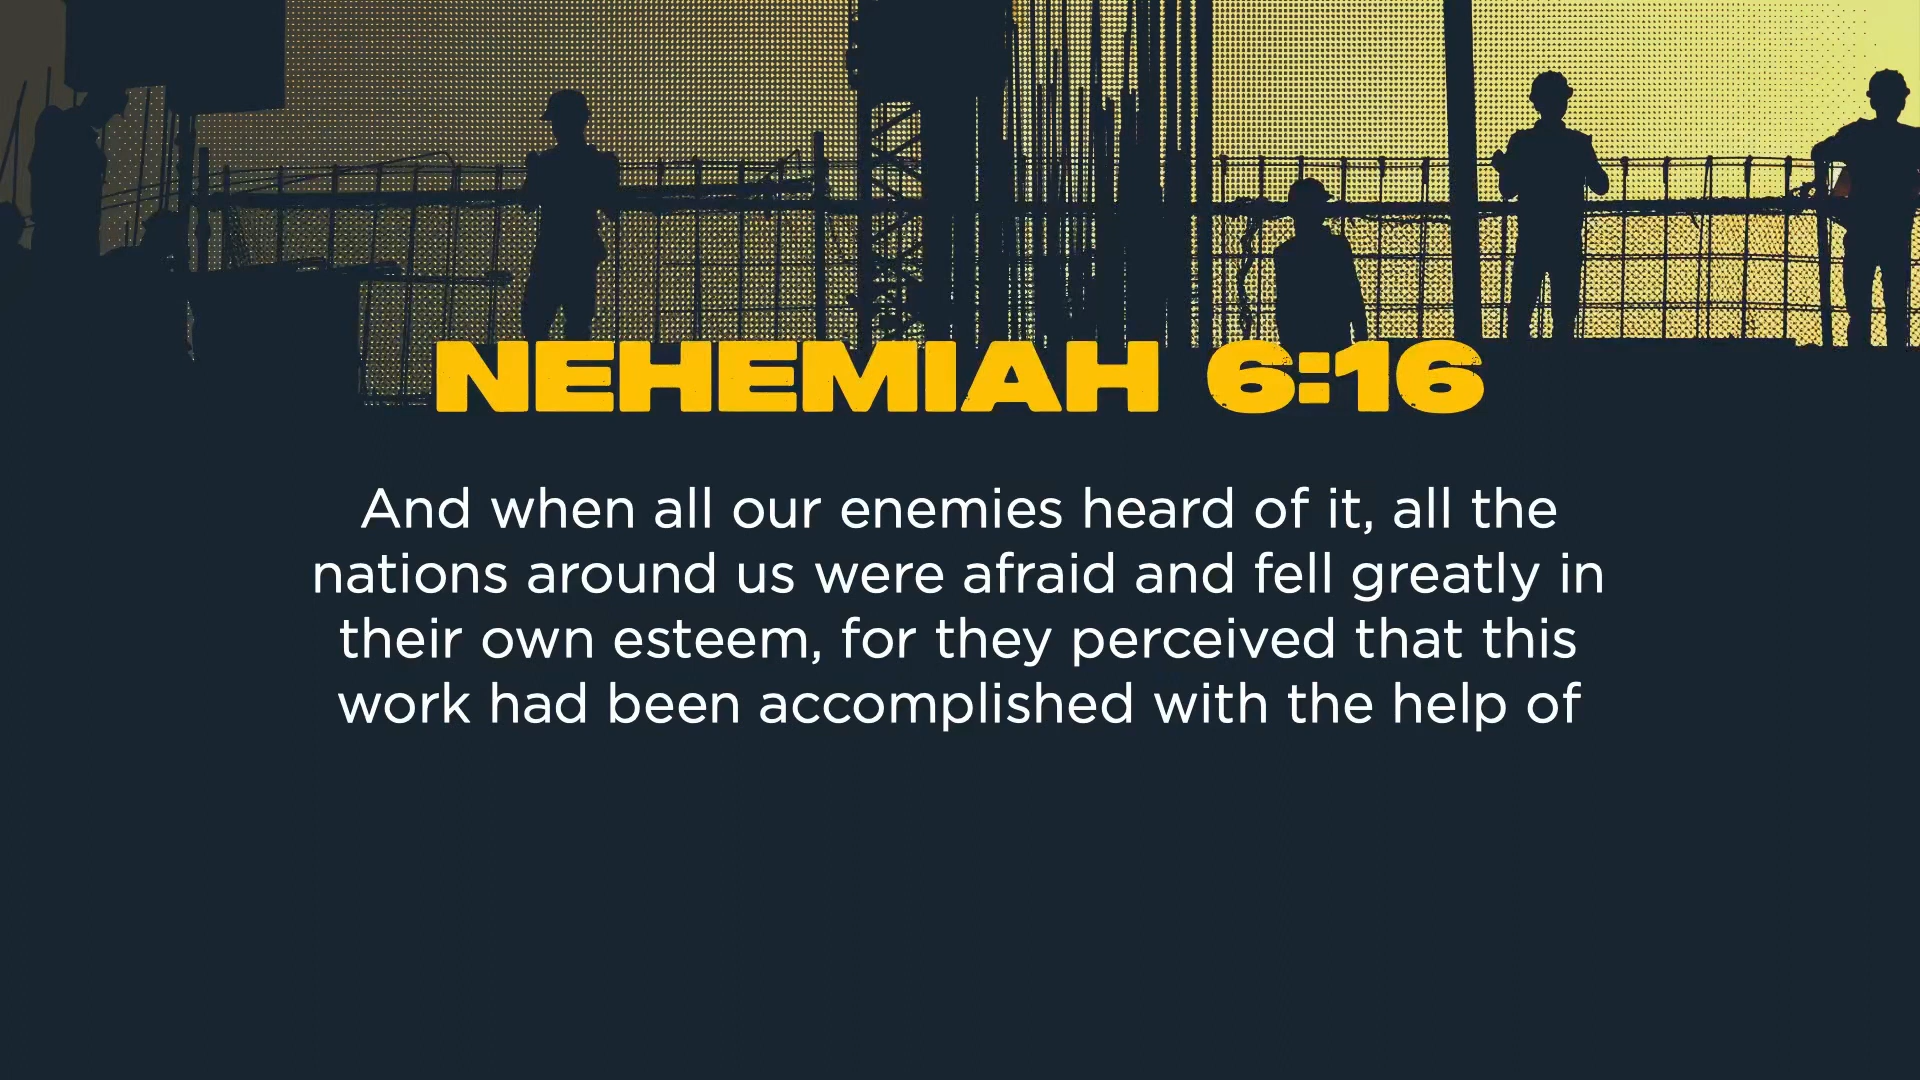 NEHEMIAH 6:16
And when all our enemies heard of it, all the
nations around us were afraid and fell greatly in
their own esteem, for they perceived that this
work had been accomplished with the help of